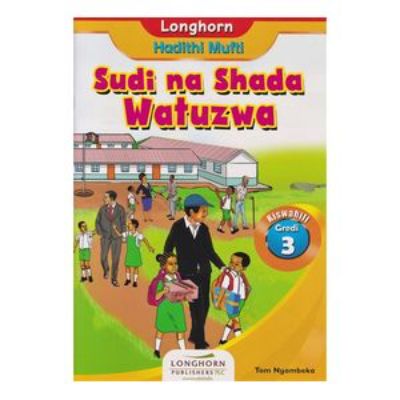 Longhorn
Hadithi Mufti
Sudi na Shada
Watuzwa
Kiswahili
Gredi
3
LONGHORN
PUBLISHERS PLC
Tom Nyambeka